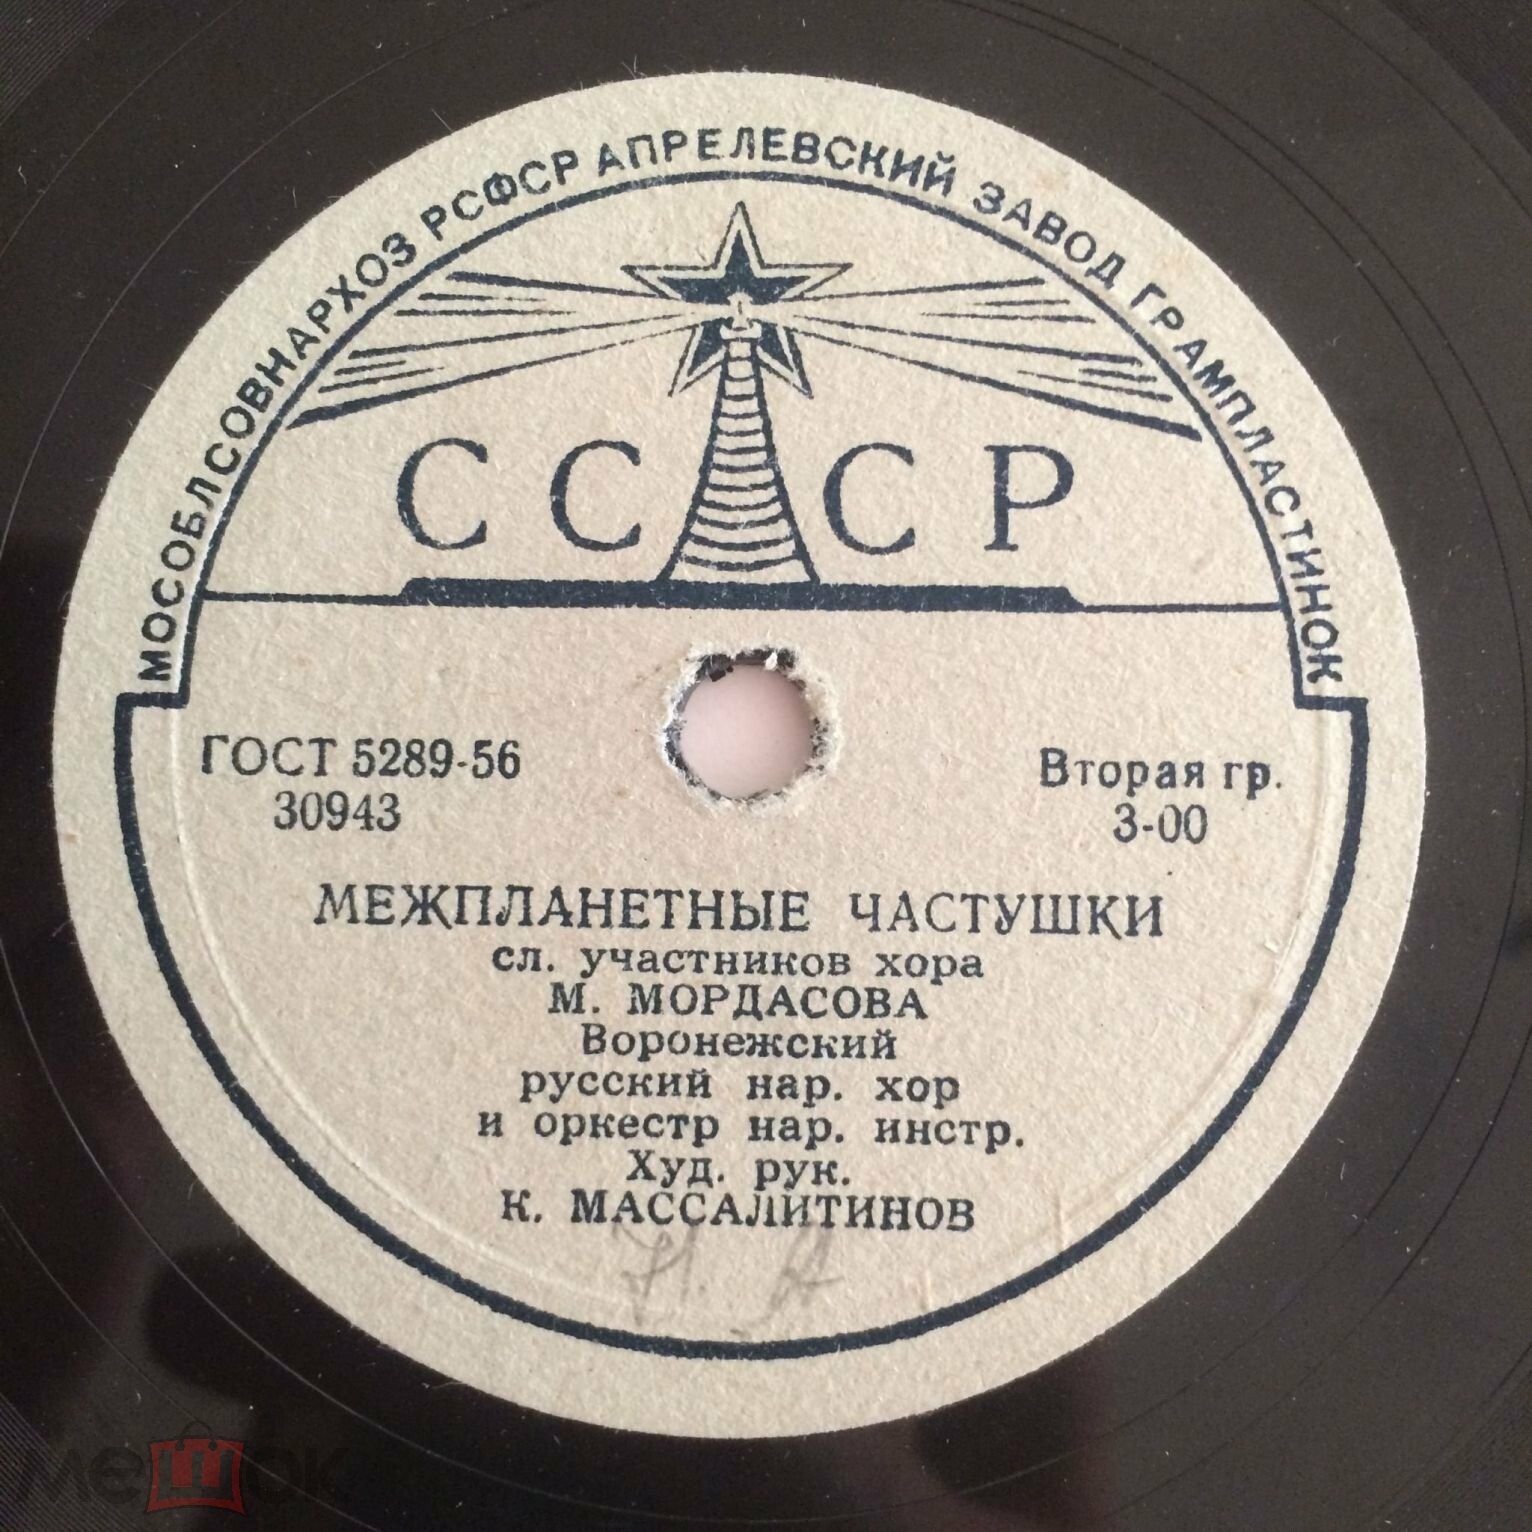 МОСОБЛСОВНАРХОЗ РСФСР АПРЕЛЕВСКИЙ ЗАВОД ГРАМПЛАСТИНОК
СССР
ГОСТ 5289-56
30943
Вторая гр.
3-00
МЕЖПЛАНЕТНЫЕ ЧАСТУШКИ
сл. участников хора
М. МОРДАСОВА
Воронежский
русский нар. хор
и оркестр нар. инстр.
Худ. рук.
К. МАССАЛИТИНОВ
мешок